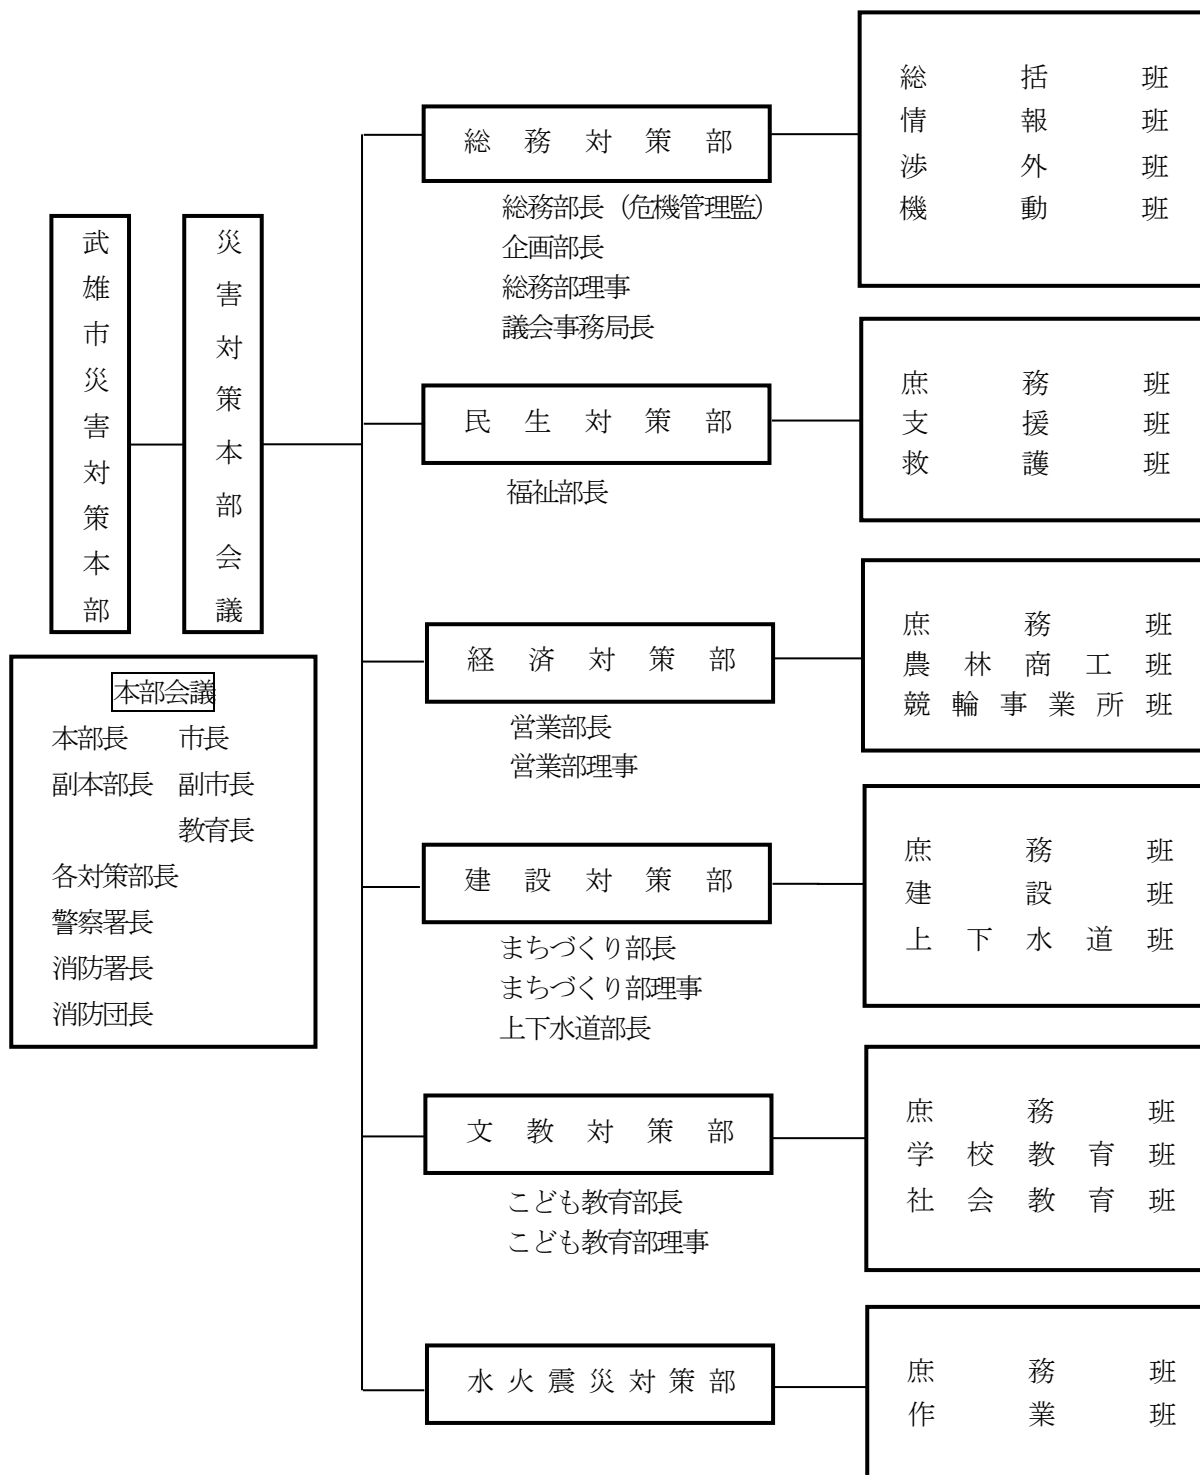 武雄市災害対策本部
災害対策本部会議
本部会議
本部長 市長
副本部長 副市長
教育長
各対策部長
警察署長
消防署長
消防団長
総務対策部
総務部長（危機管理監）
企画部長
総務部理事
議会事務局長
総括班
情報班
渉外班
機動班
民生対策部
福祉部長
庶務班
支援班
救護班
経済対策部
営業部長
営業部理事
庶務班
農林商工班
競輪事業所班
建設対策部
まちづくり部長
まちづくり部理事
上下水道部長
庶務班
建設班
上下水道班
文教対策部
こども教育部長
こども教育部理事
庶務班
学校教育班
社会教育班
水火震災対策部
庶務班
作業班